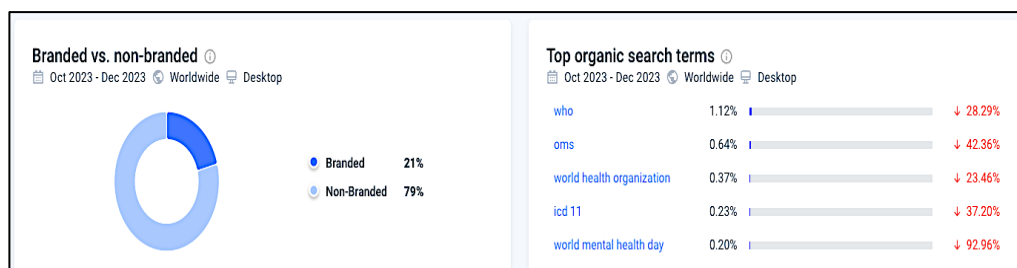 Branded vs. non-branded
Oct 2023 - Dec 2023 Worldwide Desktop
Branded 21%
Non-Branded 79%
Top organic search terms
Oct 2023 - Dec 2023 Worldwide Desktop
who 1.12% ↓ 28.29%
oms 0.64% ↓ 42.36%
world health organization 0.37% ↓ 23.46%
icd 11 0.23% ↓ 37.20%
world mental health day 0.20% ↓ 92.96%